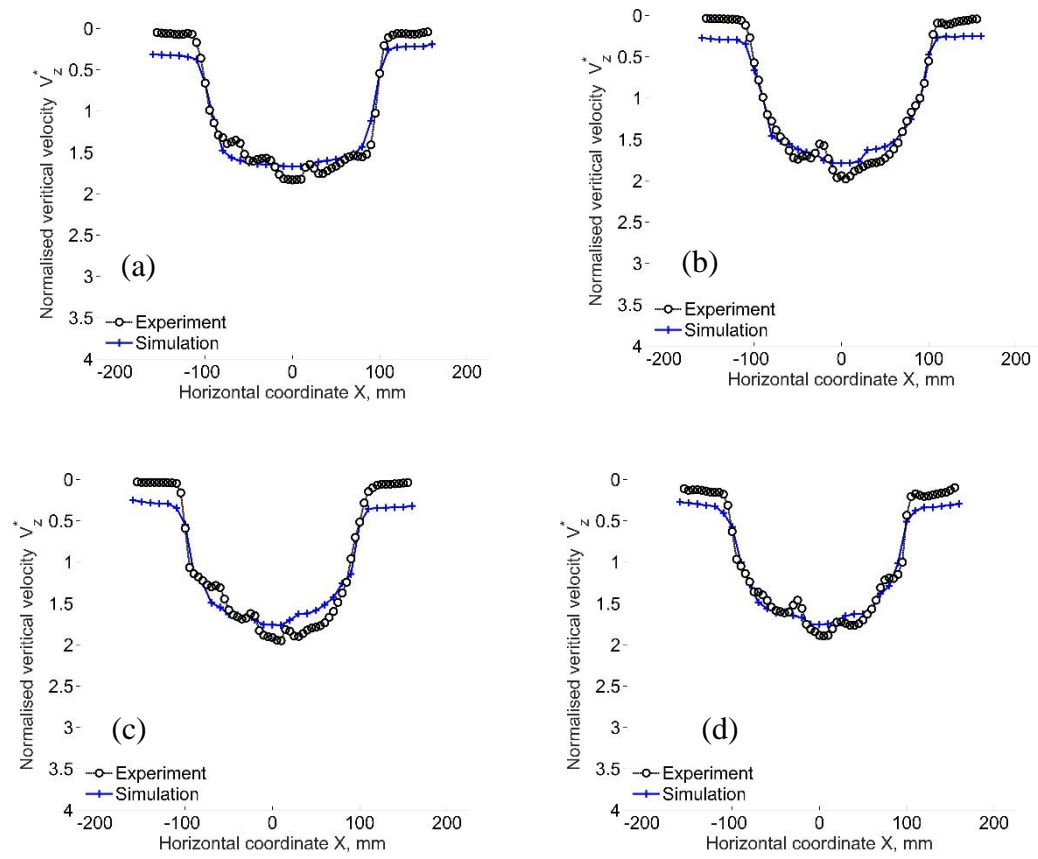 Normalised veritical velocity V*z
0
0.5
1
1.5
2
2.5
3
3.5
4
(a)
Experiment
Simulation
-200 -100 0 100 200
Horizontal coordinate X, mm
Normalised veritical velocity V*z
0
0.5
1
1.5
2
2.5
3
3.5
4
(b)
Experiment
Simulation
-200 -100 0 100 200
Horizontal coordinate X, mm
Normalised veritical velocity V*z
0
0.5
1
1.5
2
2.5
3
3.5
4
(c)
Experiment
Simulation
-200 -100 0 100 200
Horizontal coordinate X, mm
Normalised veritical velocity V*z
0
0.5
1
1.5
2
2.5
3
3.5
4
(d)
Experiment
Simulation
-200 -100 0 100 200
Horizontal coordinate X, mm